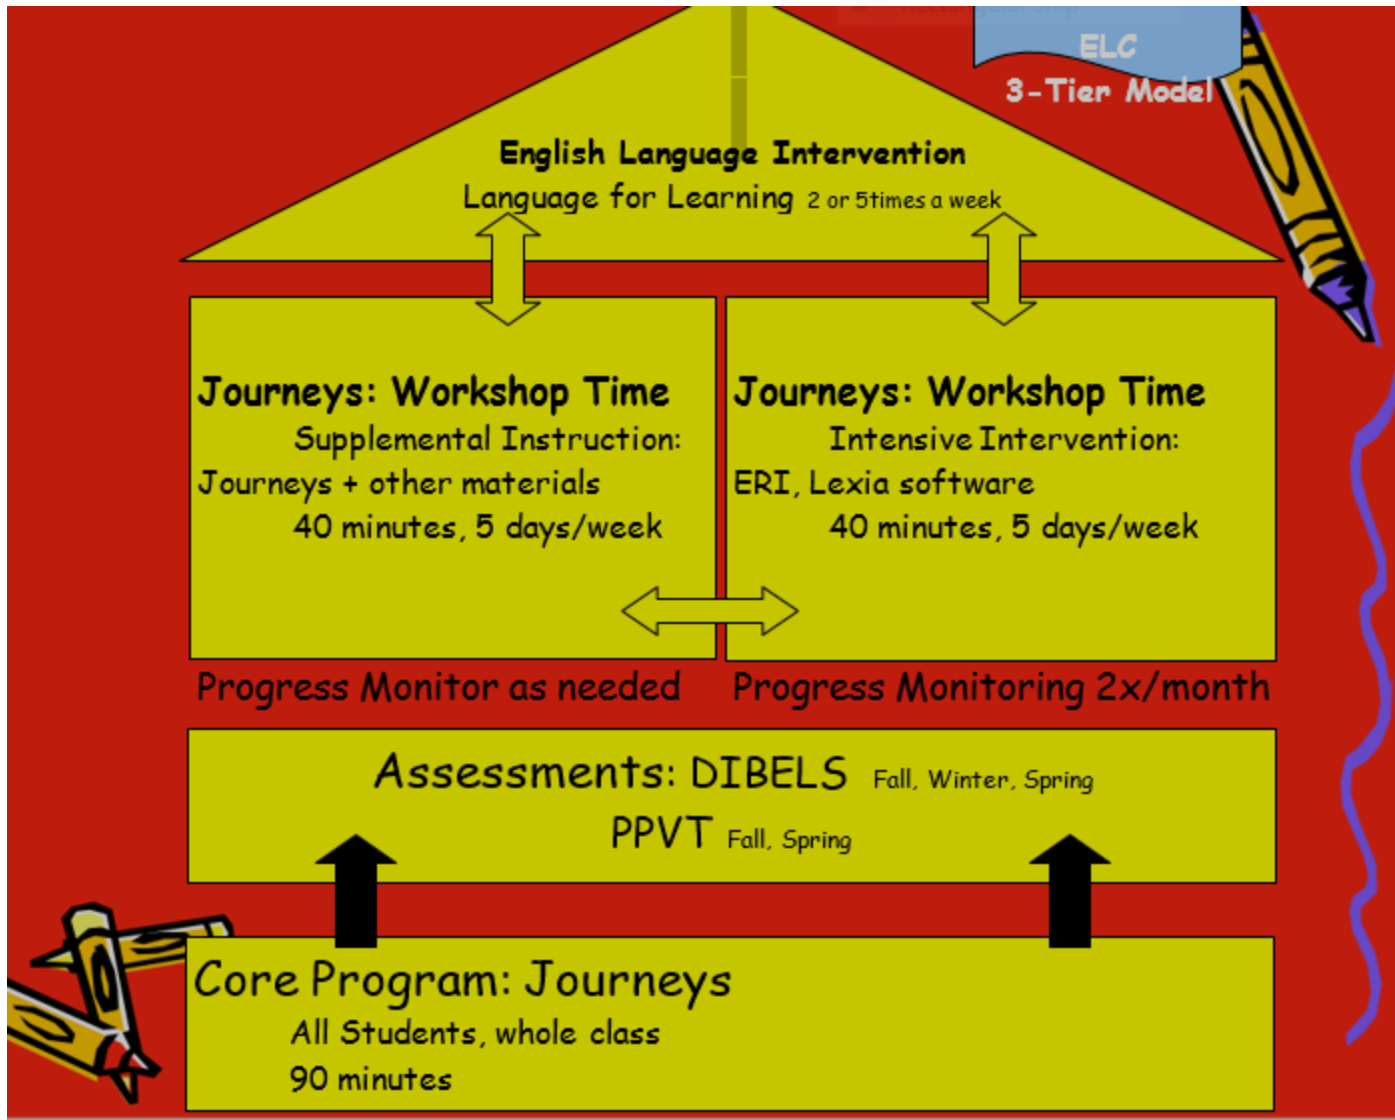 ELC
3-Tier Model
English Language Intervention
Language for Learning 2 or 5times a week
Journeys: Workshop Time
Supplemental Instruction:
Journeys + other materials
40 minutes, 5 days/week
Journeys: Workshop Time
Intensive Intervention:
ERI, Lexia software
40 minutes, 5 days/week
Progress Monitor as needed
Progress Monitoring 2x/month
Assessments: DIBELS Fall, Winter, Spring
PPVT Fall, Spring
Core Program: Journeys
All Students, whole class
90 minutes